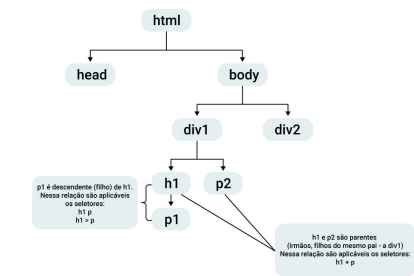 html
head
body
div1
div2
h1
p2
p1 é descendente (filho) de h1.
Nessa relação são aplicáveis
os seletores:
h1 p
h1 > p
p1
h1 e p2 são parentes
(irmãos, filhos do mesmo pai - a div1)
Nessa relação são aplicáveis os seletores:
h1 + p